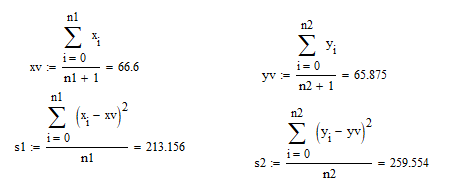 n1
∑ x_i
i = 0
xv := ———— = 66.6
n1 + 1
n2
∑ y_i
i = 0
yv := ———— = 65.875
n2 + 1
n1
∑ (x_i − xv)^2
i = 0
s1 := ———— = 213.156
n1
n2
∑ (y_i − yv)^2
i = 0
s2 := ———— = 259.554
n2